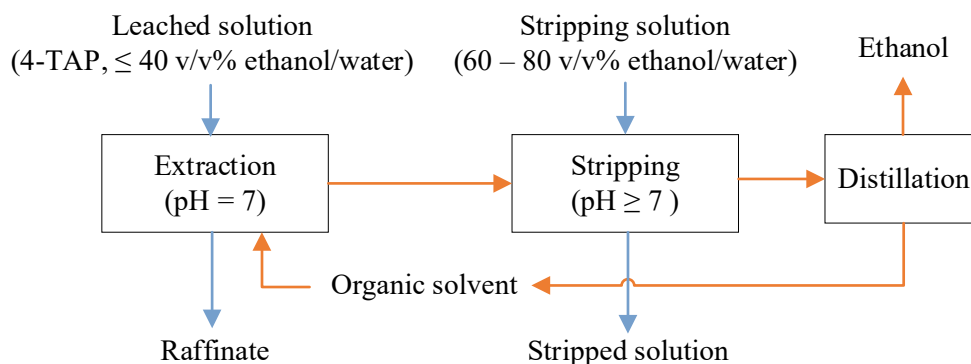 Leached solution
(4-TAP, ≤ 40 v/v% ethanol/water)
Stripping solution
(60 – 80 v/v% ethanol/water)
Ethanol
Extraction
(pH = 7)
Stripping
(pH ≥ 7 )
Distillation
Organic solvent
Raffinate
Stripped solution